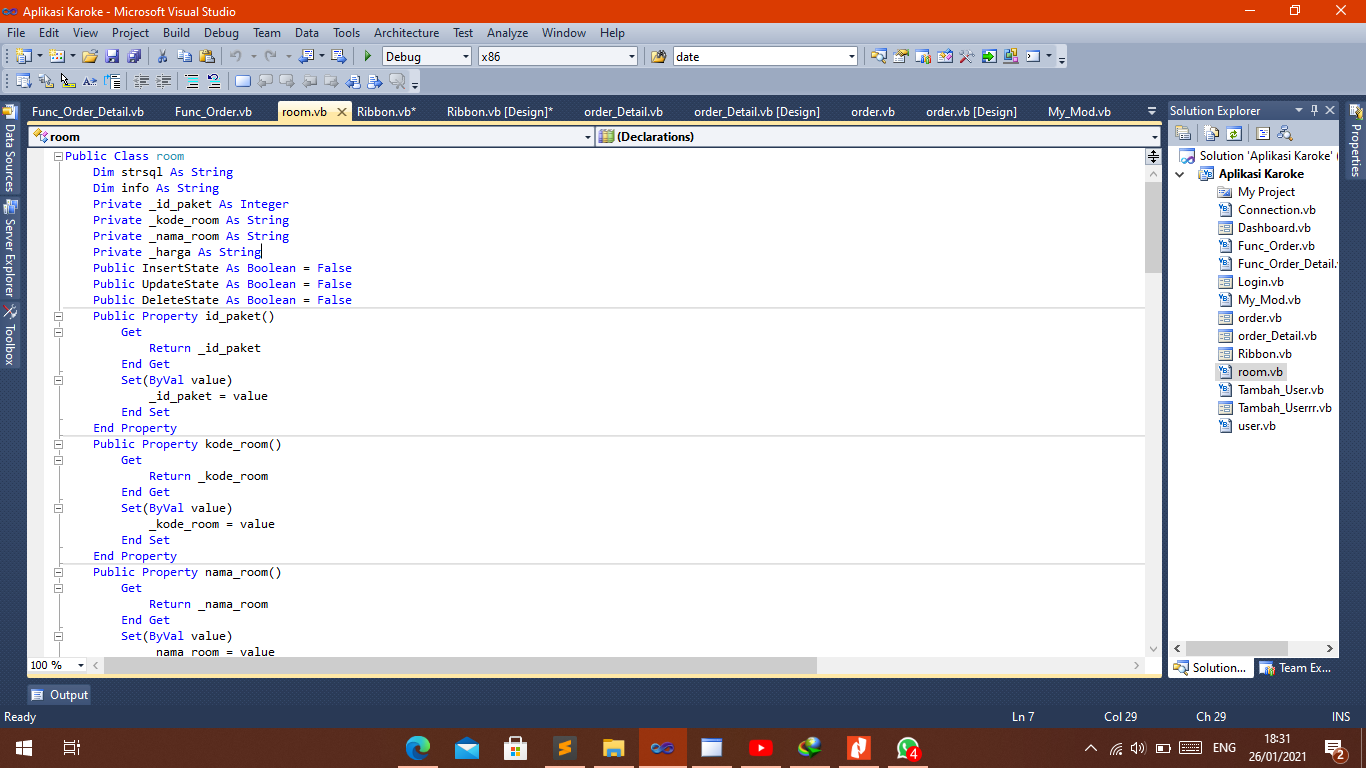 Aplikasi Karoke - Microsoft Visual Studio
File Edit View Project Build Debug Team Data Tools Architecture Test Analyze Window Help
Debug x86 date
Func_Order_Detail.vb Func_Order.vb room.vb Ribbon.vb* Ribbon.vb [Design]* order_Detail.vb order_Detail.vb [Design] order.vb order.vb [Design] My_Mod.vb
room (Declarations)
Public Class room
Dim strsql As String
Dim info As String
Private _id_paket As Integer
Private _kode_room As String
Private _nama_room As String
Private _harga As String
Public InsertState As Boolean = False
Public UpdateState As Boolean = False
Public DeleteState As Boolean = False
Public Property id_paket()
Get
Return _id_paket
End Get
Set(ByVal value)
_id_paket = value
End Set
End Property
Public Property kode_room()
Get
Return _kode_room
End Get
Set(ByVal value)
_kode_room = value
End Set
End Property
Public Property nama_room()
Get
Return _nama_room
End Get
Set(ByVal value)
_nama_room = value
100 %
Data Sources
Server Explorer
Toolbox
Solution Explorer
Solution 'Aplikasi Karoke' (
Aplikasi Karoke
My Project
Connection.vb
Dashboard.vb
Func_Order.vb
Func_Order_Detail.
Login.vb
My_Mod.vb
order.vb
order_Detail.vb
Ribbon.vb
room.vb
Tambah_User.vb
Tambah_Userrr.vb
user.vb
Solution... Team Ex...
Properties
Output
Ready Ln 7 Col 29 Ch 29 INS
4 ENG 18:31 2
26/01/2021